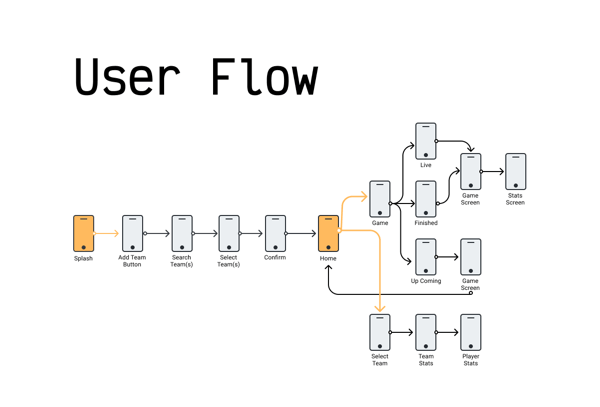 User Flow
Live
Game
Screen
Stats
Screen
Game
Finished
Splash
Add Team
Button
Search
Team(s)
Select
Team(s)
Confirm
Home
Up Coming
Game
Screen
Select
Team
Team
Stats
Player
Stats